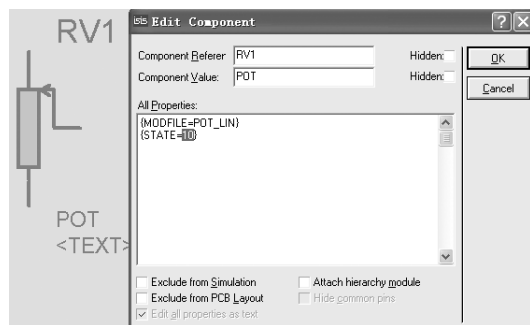 RV1
POT
<TEXT>
ISIS Edit Component
Component Referer RV1 Hidden:
Component Value: POT Hidden:
All Properties:
{MODFILE=POT_LIN}
{STATE=10}
Exclude from Simulation Attach hierarchy module
Exclude from PCB Layout Hide common pins
Edit all properties as text
OK
Cancel